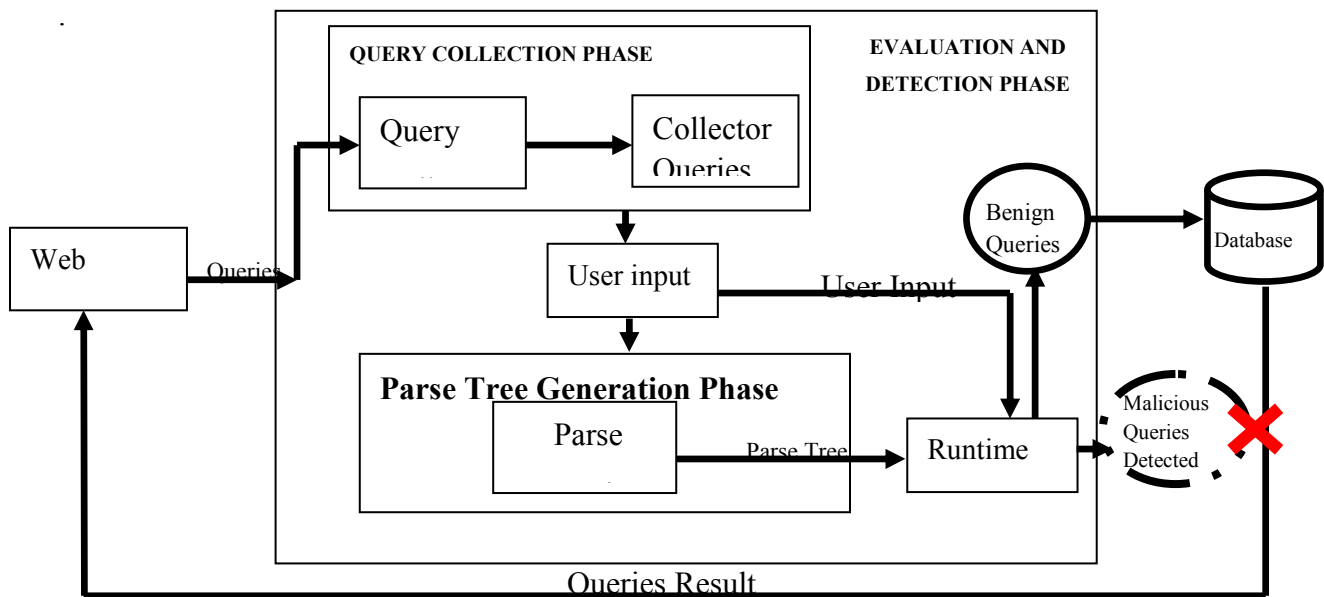 QUERY COLLECTION PHASE
EVALUATION AND
DETECTION PHASE
Query
Collector
Queries
Web
Queries
User input
User Input
Benign
Queries
Database
Parse Tree Generation Phase
Parse
Parse Tree
Runtime
Malicious
Queries
Detected
Queries Result